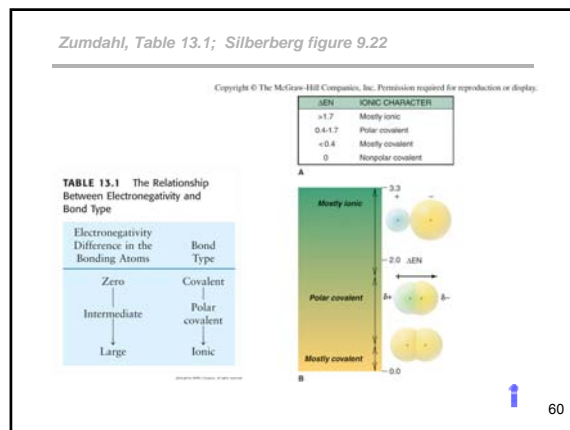 Zumdahl, Table 13.1; Silberberg figure 9.22
Copyright © The McGraw-Hill Companies, Inc. Permission required for reproduction or display.
ΔEN IONIC CHARACTER
>1.7 Mostly ionic
0.4-1.7 Polar covalent
<0.4 Mostly covalent
0 Nonpolar covalent
A
TABLE 13.1 The Relationship
Between Electronegativity and
Bond Type
Electronegativity
Difference in the Bond
Bonding Atoms Type
Zero Covalent
Intermediate Polar
covalent
Large Ionic
3.3
Mostly ionic
+ −
2.0 ΔEN
Polar covalent
δ+ δ−
Mostly covalent
0.0
B
60